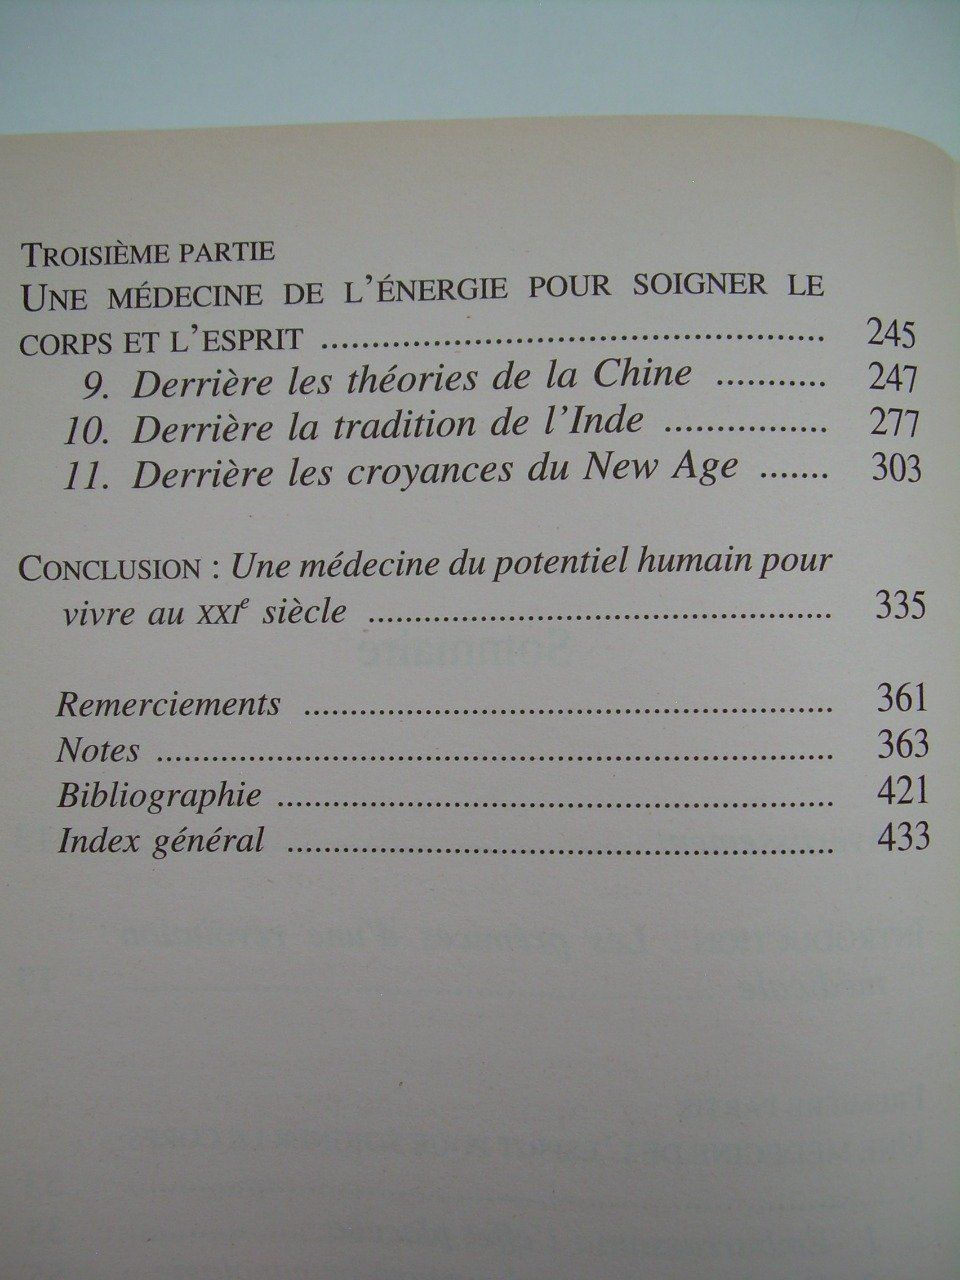 TROISIÈME PARTIE
UNE MÉDECINE DE L'ÉNERGIE POUR SOIGNER LE
CORPS ET L'ESPRIT .................................................. 245
9. Derrière les théories de la Chine ........... 247
10. Derrière la tradition de l'Inde ................ 277
11. Derrière les croyances du New Age ....... 303
CONCLUSION : Une médecine du potentiel humain pour
vivre au XXIe siècle .................................................. 335
Sommaire
Remerciements ........................................................ 361
Notes ...................................................................... 363
Bibliographie .......................................................... 421
Index général .......................................................... 433